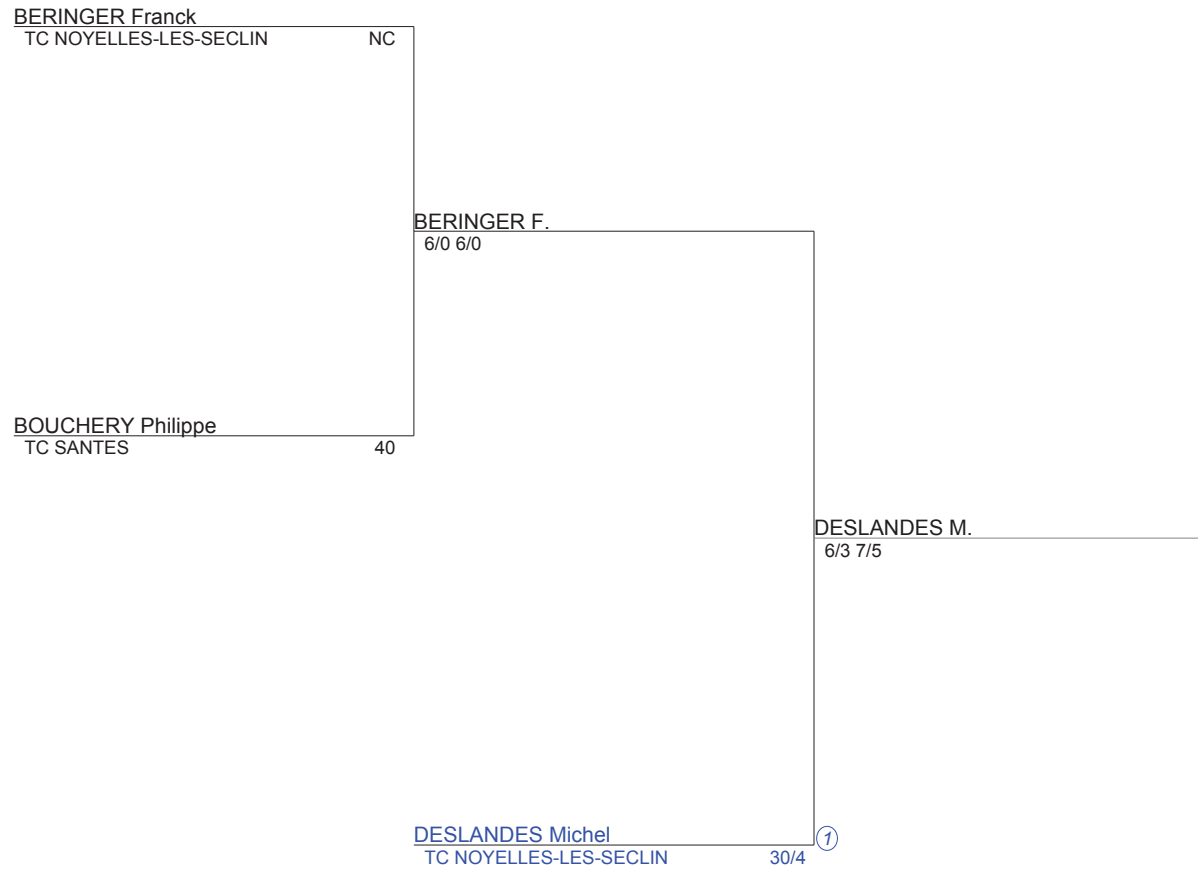 BERINGER Franck
TC NOYELLES-LES-SECLIN NC
BERINGER F.
6/0 6/0
BOUCHERY Philippe
TC SANTES 40
DESLANDES M.
6/3 7/5
DESLANDES Michel 1
TC NOYELLES-LES-SECLIN 30/4